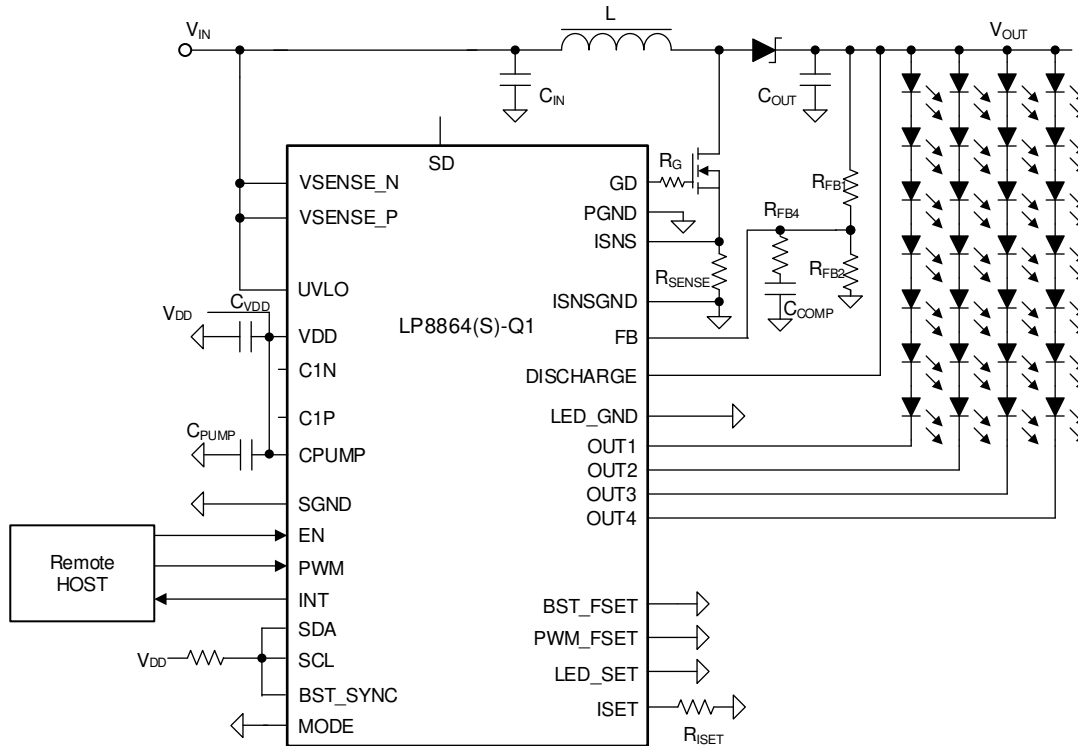 L
VIN
VOUT
CIN
COUT
SD
RG
VSENSE_N
GD
RFB1
VSENSE_P
PGND
RFB4
ISNS
RSENSE
RFB2
UVLO
ISNSGND
CCOMP
VDD
CVDD
LP8864(S)-Q1
VDD
FB
C1N
DISCHARGE
C1P
LED_GND
CPUMP
OUT1
CPUMP
OUT2
OUT3
SGND
OUT4
EN
Remote
HOST
PWM
INT
BST_FSET
SDA
PWM_FSET
VDD
SCL
LED_SET
BST_SYNC
ISET
MODE
RISET